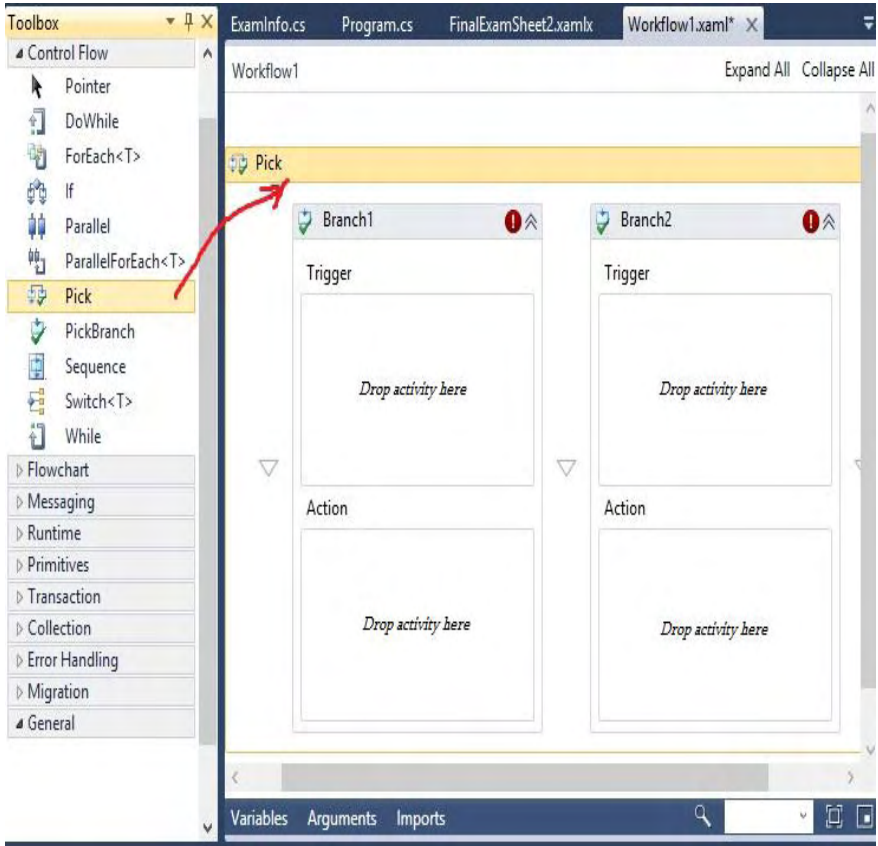 Toolbox
Control Flow
Pointer
DoWhile
ForEach<T>
If
Parallel
ParallelForEach<T>
Pick
PickBranch
Sequence
Switch<T>
While
Flowchart
Messaging
Runtime
Primitives
Transaction
Collection
Error Handling
Migration
General
ExamInfo.cs Program.cs FinalExamSheet2.xamlx Workflow1.xaml* X
Workflow1 Expand All Collapse All
Pick
Branch1 Branch2
Trigger Trigger
Drop activity here Drop activity here
Action Action
Drop activity here Drop activity here
Variables Arguments Imports